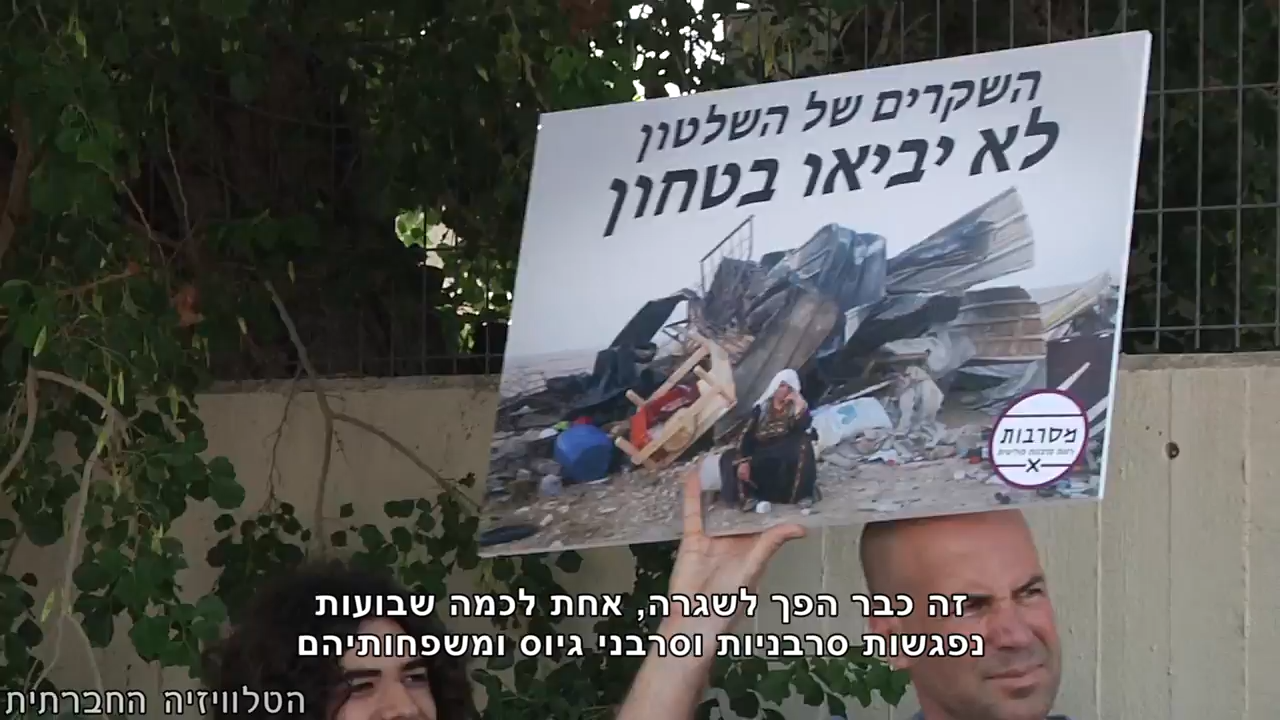 השקרים של השלטון
לא יביאו בטחון
מסרבות
זה כבר הפך לשגרה, אחת לכמה שבועות
נפגשות סרבניות וסרבני גיוס ומשפחותיהם
הטלוויזיה החברתית